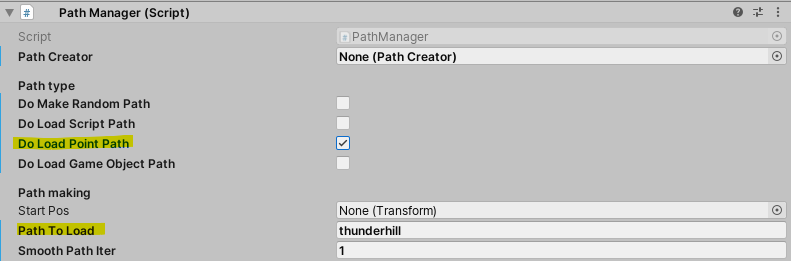 Path Manager (Script)
Script PathManager
Path Creator None (Path Creator)
Path type
Do Make Random Path
Do Load Script Path
Do Load Point Path
Do Load Game Object Path
Path making
Start Pos None (Transform)
Path To Load thunderhill
Smooth Path Iter 1